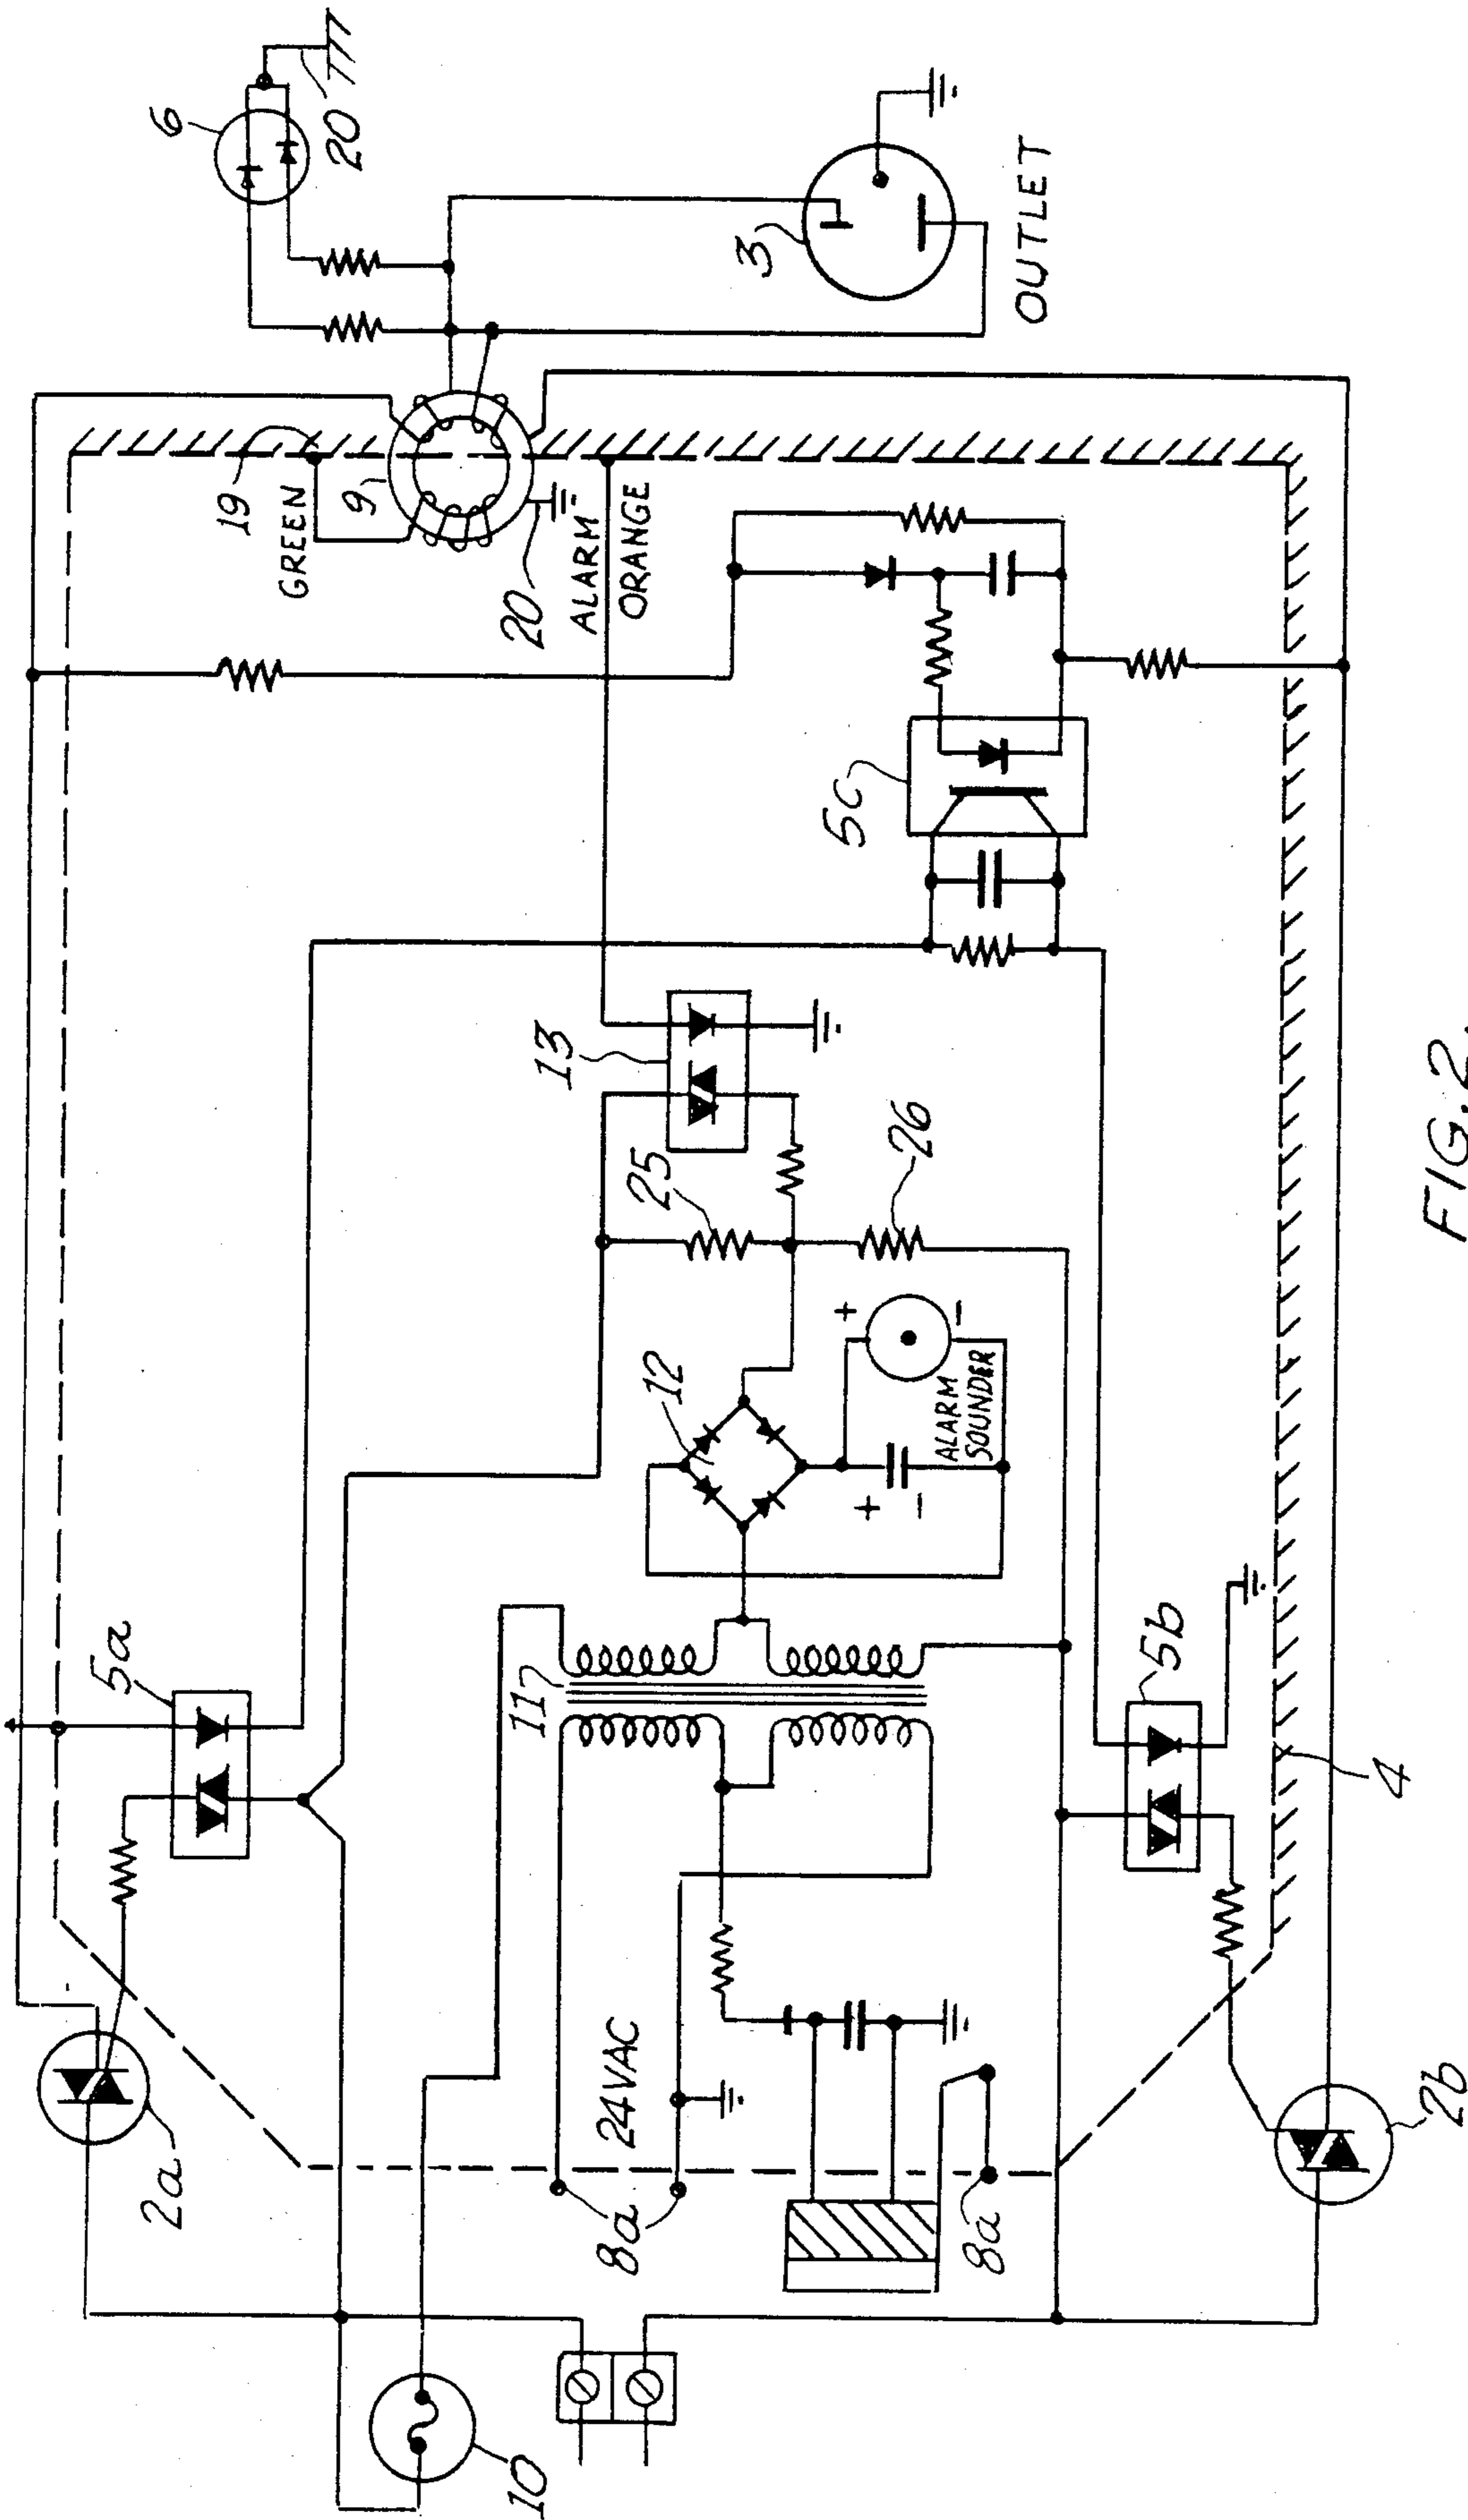 6
20
3
OUTLET
19
GREEN
9
20
ALARM
ORANGE
5c
13
25
26
12
+
−
ALARM
SOUNDER
+
−
5a
11
5b
4
2a
24VAC
8a
8a
2b
10
FIG. 2.